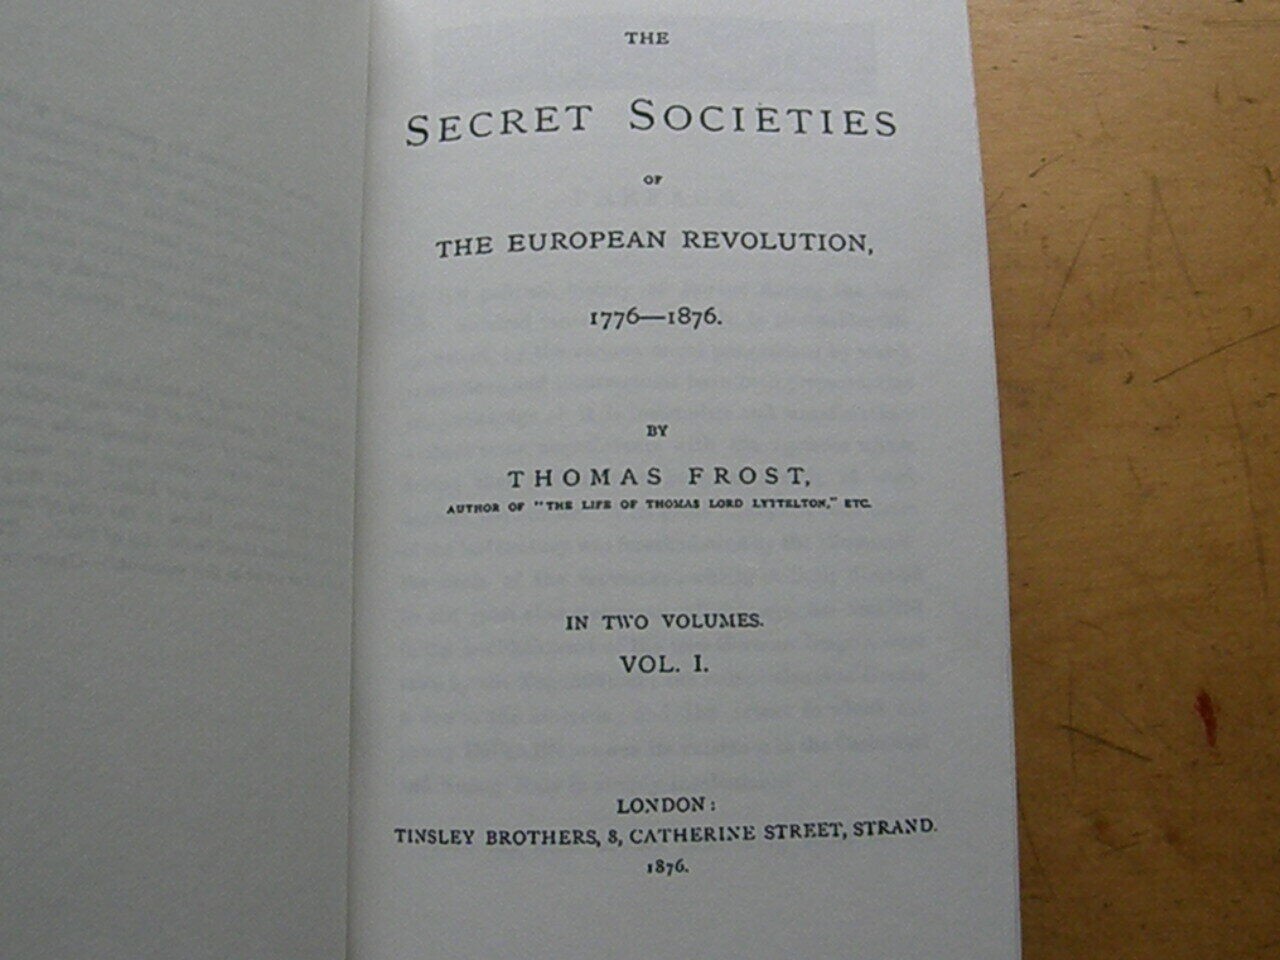 THE
SECRET SOCIETIES
OF
THE EUROPEAN REVOLUTION,
1776—1876.
BY
THOMAS FROST,
AUTHOR OF "THE LIFE OF THOMAS LORD LYTTELTON," ETC.
IN TWO VOLUMES.
VOL. I.
LONDON:
TINSLEY BROTHERS, 8, CATHERINE STREET, STRAND.
1876.